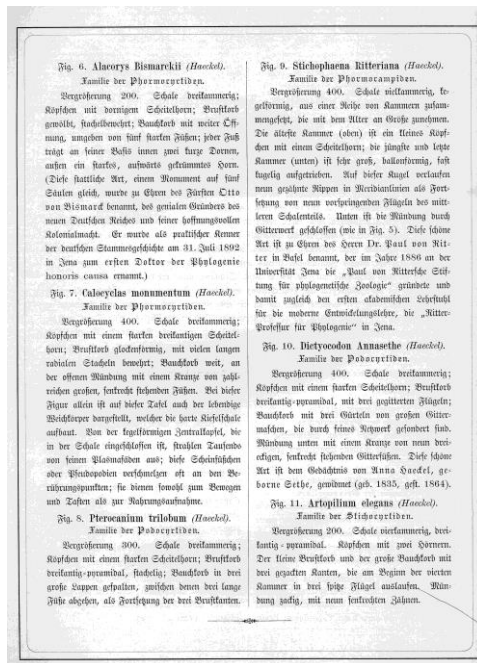 Fig. 6. Alacorys Bismarckii (Haeckel).
Familie der Phormocyrtiden.
Vergrößerung 200. Schale dreikammerig;
Köpfchen mit dornigem Scheitelhorn; Brustkorb
gewölbt, stachelbewehrt; Bauchkorb mit weiter Öff-
nung, umgeben von fünf starken Füßen; jeder Fuß
trägt an seiner Basis innen zwei kurze Dornen,
außen ein starkes, aufwärts gekrümmtes Horn.
(Diese stattliche Art, einem Monument auf fünf
Säulen gleich, wurde zu Ehren des Fürsten Otto
von Bismarck benannt, des genialen Gründers des
neuen Deutschen Reiches und seiner hoffnungsvollen
Kolonialmacht. Er wurde als praktischer Kenner
der deutschen Stammesgeschichte am 31. Juli 1892
in Jena zum ersten Doktor der Phylogenie
honoris causa ernannt.)
Fig. 7. Calocyclas monumentum (Haeckel).
Familie der Phormocyrtiden.
Vergrößerung 400. Schale dreikammerig;
Köpfchen mit einem starken dreikantigen Scheitel-
horn; Brustkorb glockenförmig, mit vielen langen
radialen Stacheln bewehrt; Bauchkorb weit, an
der offenen Mündung mit einem Kranze von zahl-
reichen großen, senkrecht stehenden Füßen. Bei dieser
Figur allein ist auf dieser Tafel auch der lebendige
Weichkörper dargestellt, welcher die harte Kieselschale
aufbaut. Von der kegelförmigen Zentralkapsel, die
in der Schale eingeschlossen ist, strahlen Tausende
von feinen Plasmafäden aus; diese Scheinfüßchen
oder Pseudopodien verschmelzen oft an den Be-
rührungspunkten; sie dienen sowohl zum Bewegen
und Tasten als zur Nahrungsaufnahme.
Fig. 8. Pterocanium trilobum (Haeckel).
Familie der Podocyrtiden.
Vergrößerung 300. Schale dreikammerig;
Köpfchen mit einem starken Scheitelhorn; Brustkorb
dreikantig-pyramidal, stachelig; Bauchkorb in drei
große Lappen gespalten, zwischen denen drei lange
Füße abgehen, als Fortsetzung der drei Brustkanten.
Fig. 9. Stichophaena Ritteriana (Haeckel).
Familie der Phormocampiden.
Vergrößerung 400. Schale vielkammerig, ke-
gelförmig, aus einer Reihe von Kammern zusam-
mengesetzt, die mit dem Alter an Größe zunehmen.
Die älteste Kammer (oben) ist ein kleines Köpf-
chen mit einem Scheitelhorn; die jüngste und letzte
Kammer (unten) ist sehr groß, ballonförmig, fast
kugelig aufgetrieben. Auf dieser Kugel verlaufen
neun gezähnte Rippen in Meridianlinien als Fort-
setzung von neun vorspringenden Flügeln des mitt-
leren Schalenteils. Unten ist die Mündung durch
Gitterwerk geschlossen (wie in Fig. 5). Diese schöne
Art ist zu Ehren des Herrn Dr. Paul von Rit-
ter in Basel benannt, der im Jahre 1886 an der
Universität Jena die „Paul von Rittersche Stif-
tung für phylogenetische Zoologie“ gründete und
damit zugleich den ersten akademischen Lehrstuhl
für die moderne Entwickelungslehre, die „Ritter-
Professur für Phylogenie“ in Jena.
Fig. 10. Dictyocodon Annasethe (Haeckel).
Familie der Podocyrtiden.
Vergrößerung 400. Schale dreikammerig;
Köpfchen mit einem starken Scheitelhorn; Brustkorb
dreikantig-pyramidal, mit drei gegitterten Flügeln;
Bauchkorb mit drei Gürteln von großen Gitter-
maschen, die durch feines Netzwerk gesondert sind.
Mündung unten mit einem Kranze von neun drei-
eckigen, senkrecht stehenden Gitterfüßen. Diese schöne
Art ist dem Gedächtnis von Anna Haeckel, ge-
borene Sethe, gewidmet (geb. 1835, gest. 1864).
Fig. 11. Artopilium elegans (Haeckel).
Familie der Stichocyrtiden.
Vergrößerung 200. Schale vierkammerig, drei-
kantig-pyramidal. Köpfchen mit zwei Hörnern.
Der kleine Brustkorb und der große Bauchkorb mit
drei gezackten Kanten, die am Beginn der vierten
Kammer in drei spitze Flügel auslaufen. Mün-
dung zackig, mit neun senkrechten Zähnen.